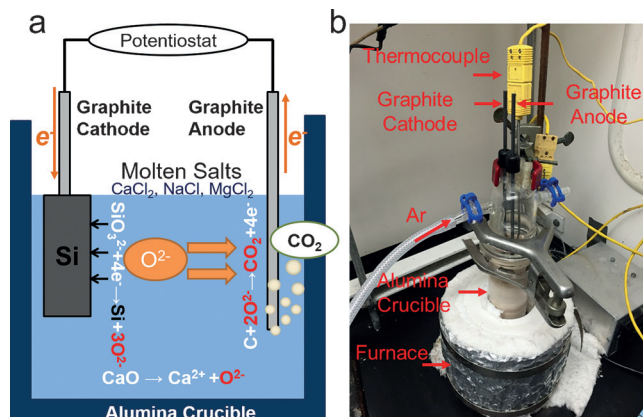 a
Potentiostat
e⁻
Graphite
Cathode
Graphite
Anode
e⁻
Molten Salts
CaCl₂, NaCl, MgCl₂
Si
SiO₃²⁻+4e⁻→Si+3O²⁻
O²⁻
C+2O²⁻→CO₂+4e⁻
CO₂
CaO → Ca²⁺ +O²⁻
Alumina Crucible
b
Thermocouple
Graphite
Cathode
Graphite
Anode
Ar
Alumina
Crucible
Furnace